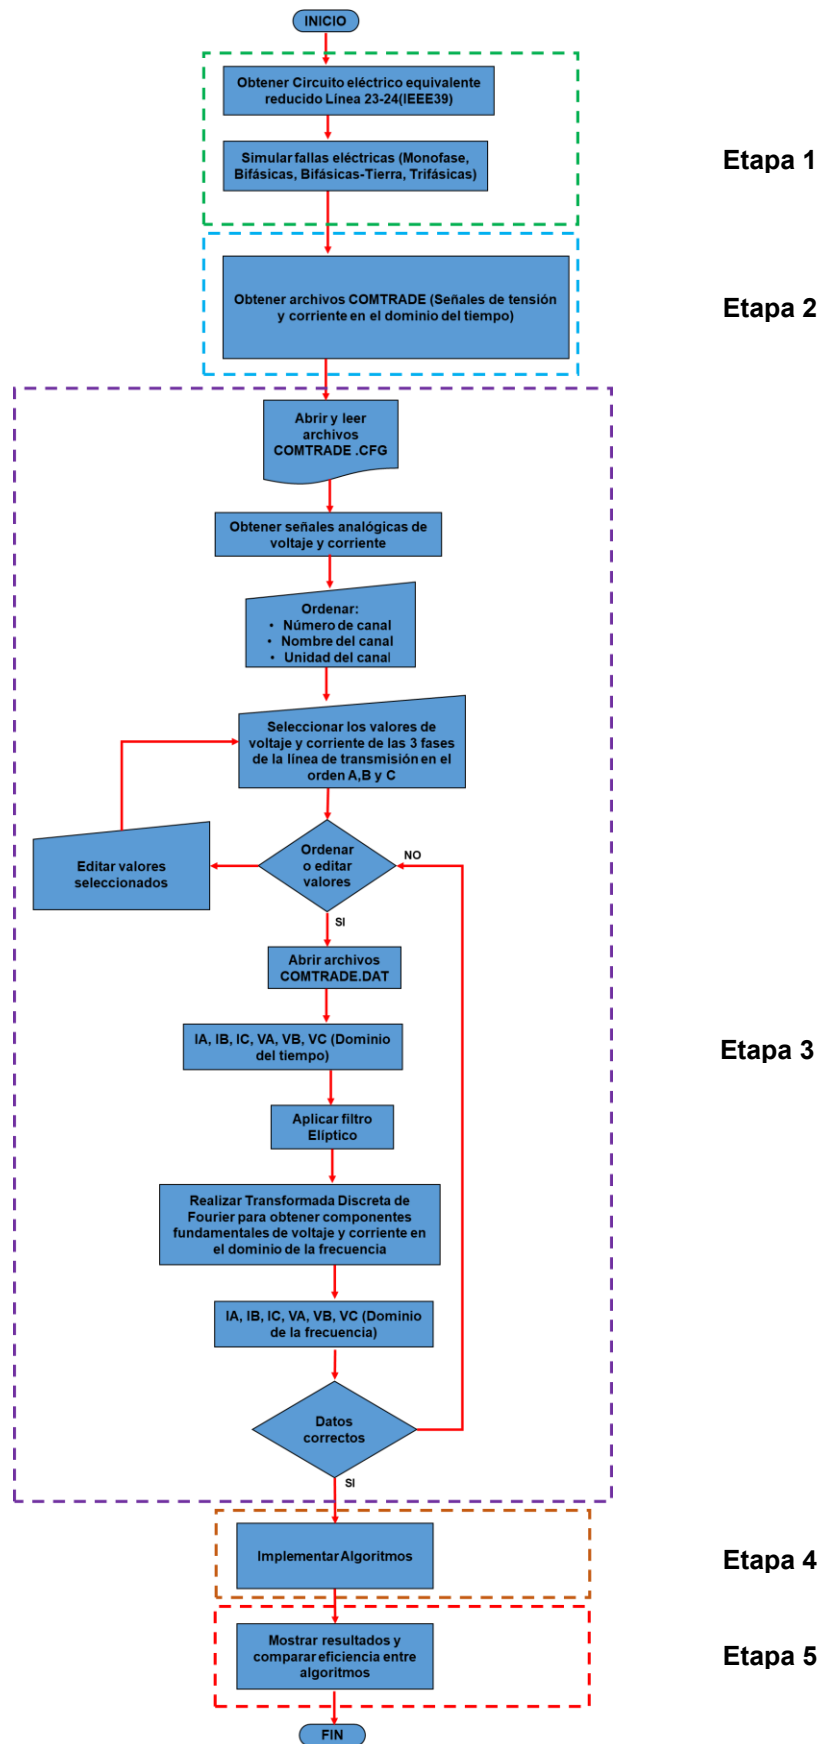 INICIO
Obtener Circuito eléctrico equivalente
reducido Línea 23-24(IEEE39)
Simular fallas eléctricas (Monofase,
Bifásicas, Bifásicas-Tierra, Trifásicas)
Etapa 1
Obtener archivos COMTRADE (Señales de tensión
y corriente en el dominio del tiempo)
Etapa 2
Abrir y leer
archivos
COMTRADE .CFG
Obtener señales analógicas de
voltaje y corriente
Ordenar:
• Número de canal
• Nombre del canal
• Unidad del canal
Seleccionar los valores de
voltaje y corriente de las 3 fases
de la línea de transmisión en el
orden A,B y C
Editar valores
seleccionados
Ordenar
o editar
valores
NO
SI
Abrir archivos
COMTRADE.DAT
IA, IB, IC, VA, VB, VC (Dominio
del tiempo)
Etapa 3
Aplicar filtro
Elíptico
Realizar Transformada Discreta de
Fourier para obtener componentes
fundamentales de voltaje y corriente en
el dominio de la frecuencia
IA, IB, IC, VA, VB, VC (Dominio
de la frecuencia)
Datos
correctos
SI
Implementar Algoritmos
Etapa 4
Mostrar resultados y
comparar eficiencia entre
algoritmos
Etapa 5
FIN